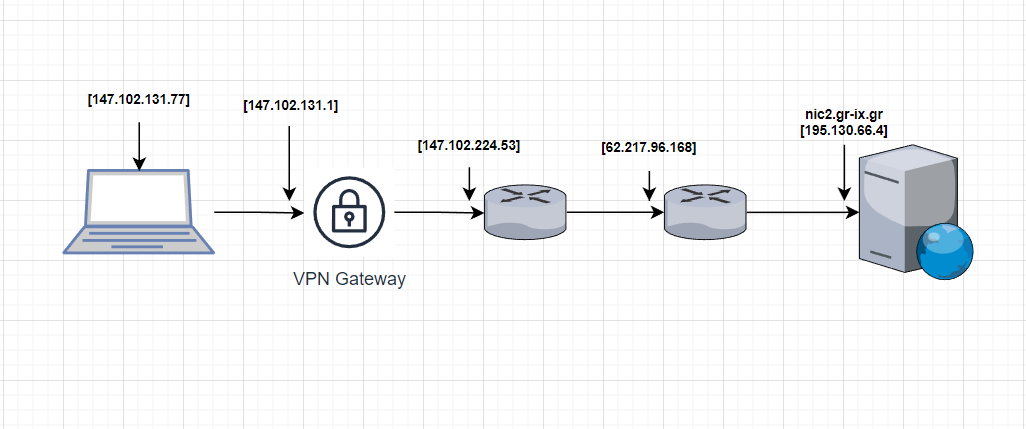 [147.102.131.77]
[147.102.131.1]
[147.102.224.53]
[62.217.96.168]
nic2.gr-ix.gr
[195.130.66.4]
VPN Gateway